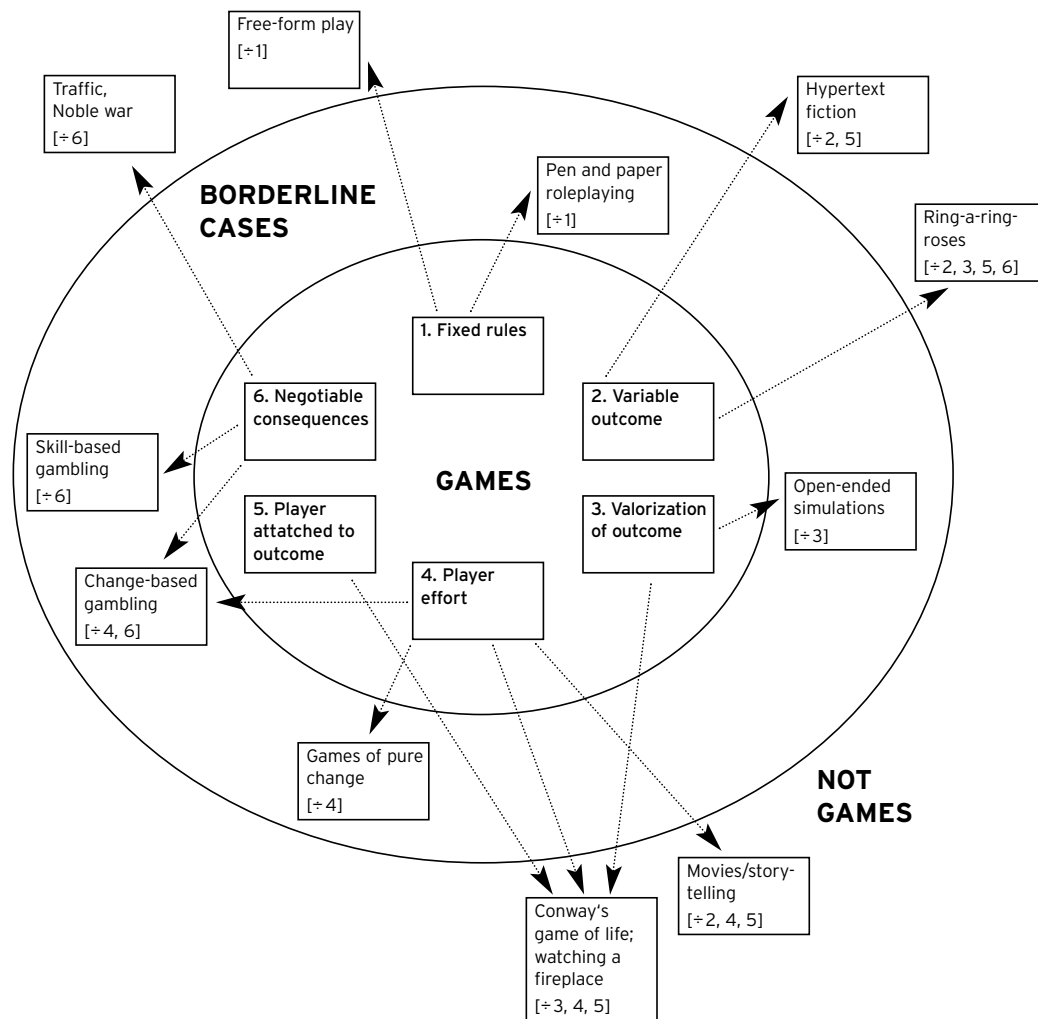 Free-form play
[÷1]
Traffic,
Noble war
[÷6]
Hypertext
fiction
[÷2, 5]
BORDERLINE
CASES
Pen and paper
roleplaying
[÷1]
Ring-a-ring-
roses
[÷2, 3, 5, 6]
1. Fixed rules
6. Negotiable
consequences
2. Variable
outcome
Skill-based
gambling
[÷6]
GAMES
5. Player
attatched to
outcome
3. Valorization
of outcome
Open-ended
simulations
[÷3]
4. Player
effort
Change-based
gambling
[÷4, 6]
Games of pure
change
[÷4]
NOT
GAMES
Movies/story-
telling
[÷2, 4, 5]
Conway's
game of life;
watching a
fireplace
[÷3, 4, 5]